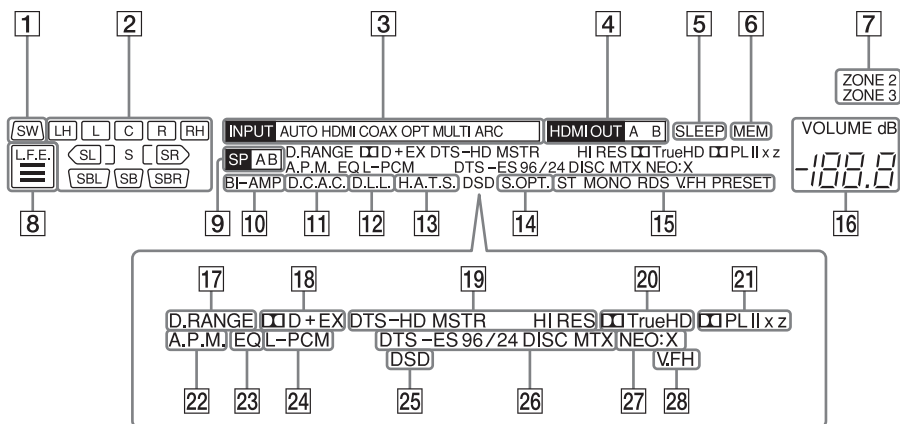 1 2 3 4 5 6 7
ZONE 2
ZONE 3
SW LH L C R RH INPUT AUTO HDMI COAX OPT MULTI ARC HDMI OUT A B SLEEP MEM VOLUME dB
L.F.E. SL S SR SP A B D.RANGE D+EX DTS-HD MSTR HI RES TrueHD PLII x z
SBL SB SBR A.P.M. EQ L-PCM DTS-ES 96/24 DISC MTX NEO:X
BI-AMP D.C.A.C. D.L.L. H.A.T.S. DSD S.OPT. ST MONO RDS V.FH PRESET -188.8
8 9 10 11 12 13 14 15 16
17 18 19 20 21
D.RANGE D+EX DTS-HD MSTR HI RES TrueHD PLII x z
A.P.M. EQ L-PCM DTS-ES 96/24 DISC MTX NEO:X
DSD V.FH
22 23 24 25 26 27 28